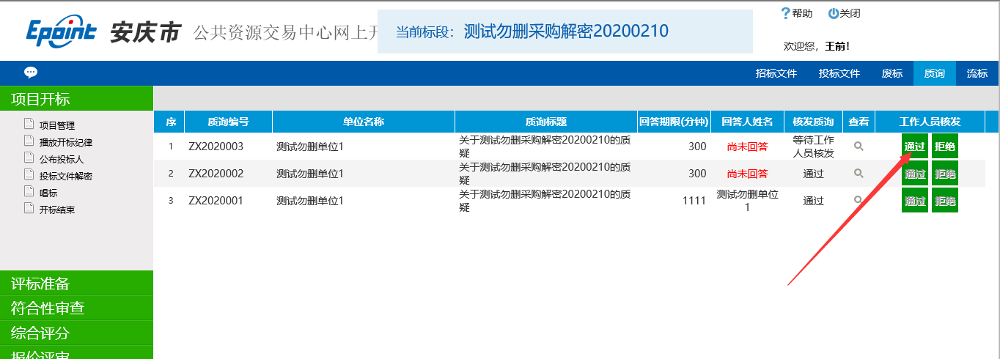 帮助 关闭
Epoint 安庆市 公共资源交易中心网上开
当前标段： 测试勿删采购解密20200210
欢迎您，王前！
招标文件 投标文件 废标 质询 流标
项目开标
项目管理
播放开标纪律
公布投标人
投标文件解密
唱标
开标结束
评标准备
符合性审查
综合评分
报价评审
序 质询编号 单位名称 质询标题 回答期限(分钟) 回答人姓名 核发质询 查看 工作人员核发
1 ZX2020003 测试勿删单位1 关于测试勿删采购解密20200210的质
疑 300 尚未回答 等待工作
人员核发 通过 拒绝
2 ZX2020002 测试勿删单位1 关于测试勿删采购解密20200210的质
疑 300 尚未回答 通过 通过 拒绝
3 ZX2020001 测试勿删单位1 关于测试勿删采购解密20200210的质
疑 1111 测试勿删单位
1 通过 通过 拒绝